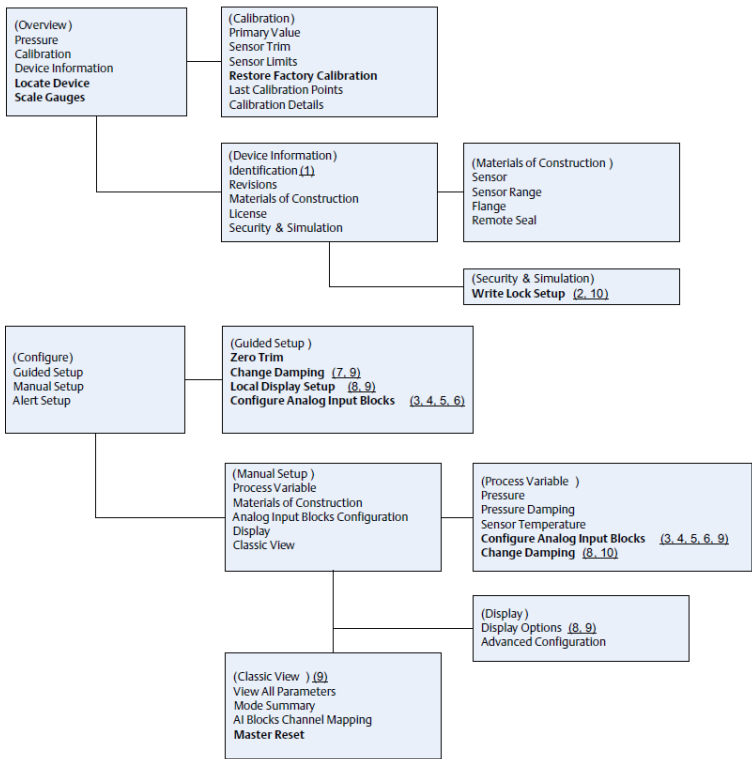 (Overview )
Pressure
Calibration
Device Information
Locate Device
Scale Gauges
(Calibration)
Primary Value
Sensor Trim
Sensor Limits
Restore Factory Calibration
Last Calibration Points
Calibration Details
(Device Information)
Identification (1)
Revisions
Materials of Construction
License
Security & Simulation
(Materials of Construction )
Sensor
Sensor Range
Flange
Remote Seal
(Security & Simulation)
Write Lock Setup (2, 10)
(Configure)
Guided Setup
Manual Setup
Alert Setup
(Guided Setup )
Zero Trim
Change Damping (7, 9)
Local Display Setup (8, 9)
Configure Analog Input Blocks (3, 4, 5, 6)
(Manual Setup )
Process Variable
Materials of Construction
Analog Input Blocks Configuration
Display
Classic View
(Process Variable )
Pressure
Pressure Damping
Sensor Temperature
Configure Analog Input Blocks (3, 4, 5, 6, 9)
Change Damping (8, 10)
(Display )
Display Options (8, 9)
Advanced Configuration
(Classic View ) (9)
View All Parameters
Mode Summary
AI Blocks Channel Mapping
Master Reset